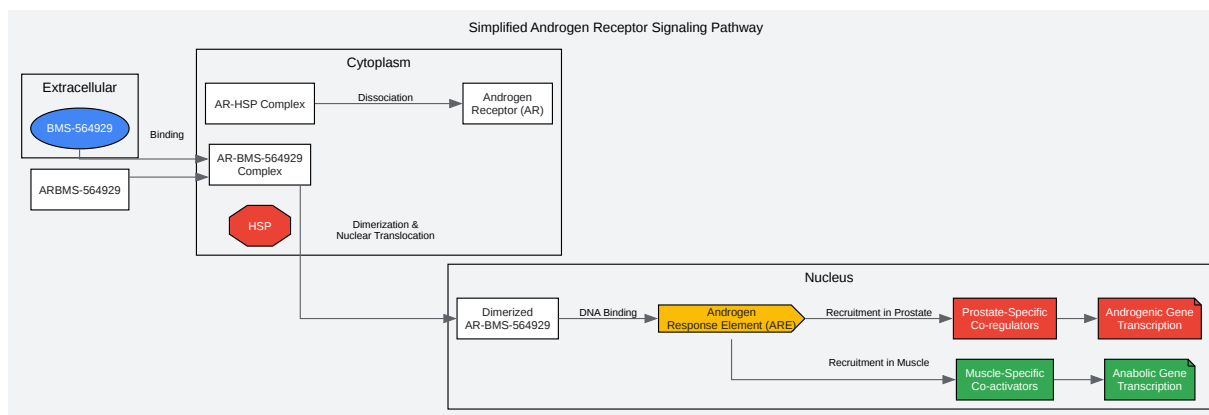 Simplified Androgen Receptor Signaling Pathway
Cytoplasm
Extracellular
AR-HSP Complex
Dissociation
Androgen
Receptor (AR)
BMS-564929
Binding
AR-BMS-564929
Complex
ARBMS-564929
HSP
Dimerization &
Nuclear Translocation
Nucleus
Dimerized
AR-BMS-564929
DNA Binding
Androgen
Response Element (ARE)
Recruitment in Prostate
Prostate-Specific
Co-regulators
Androgenic Gene
Transcription
Recruitment in Muscle
Muscle-Specific
Co-activators
Anabolic Gene
Transcription